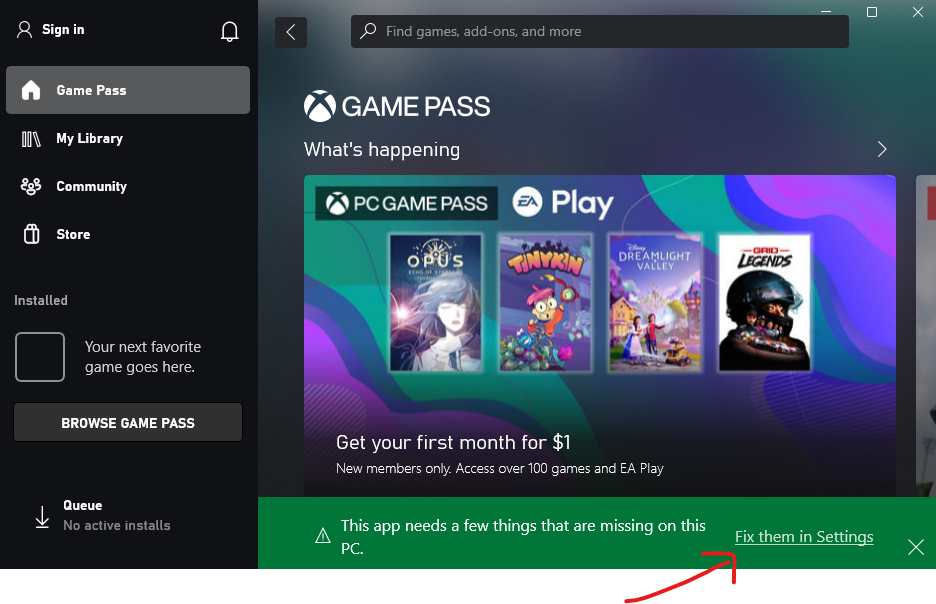 Sign in
Game Pass
My Library
Community
Store
Installed
Your next favorite
game goes here.
BROWSE GAME PASS
Queue
No active installs
Find games, add-ons, and more
GAME PASS
What's happening
PC GAME PASS
EA Play
OPUS
TINYKIN
Disney
DREAMLIGHT
VALLEY
GRID
LEGENDS
Get your first month for $1
New members only. Access over 100 games and EA Play
This app needs a few things that are missing on this
PC.
Fix them in Settings